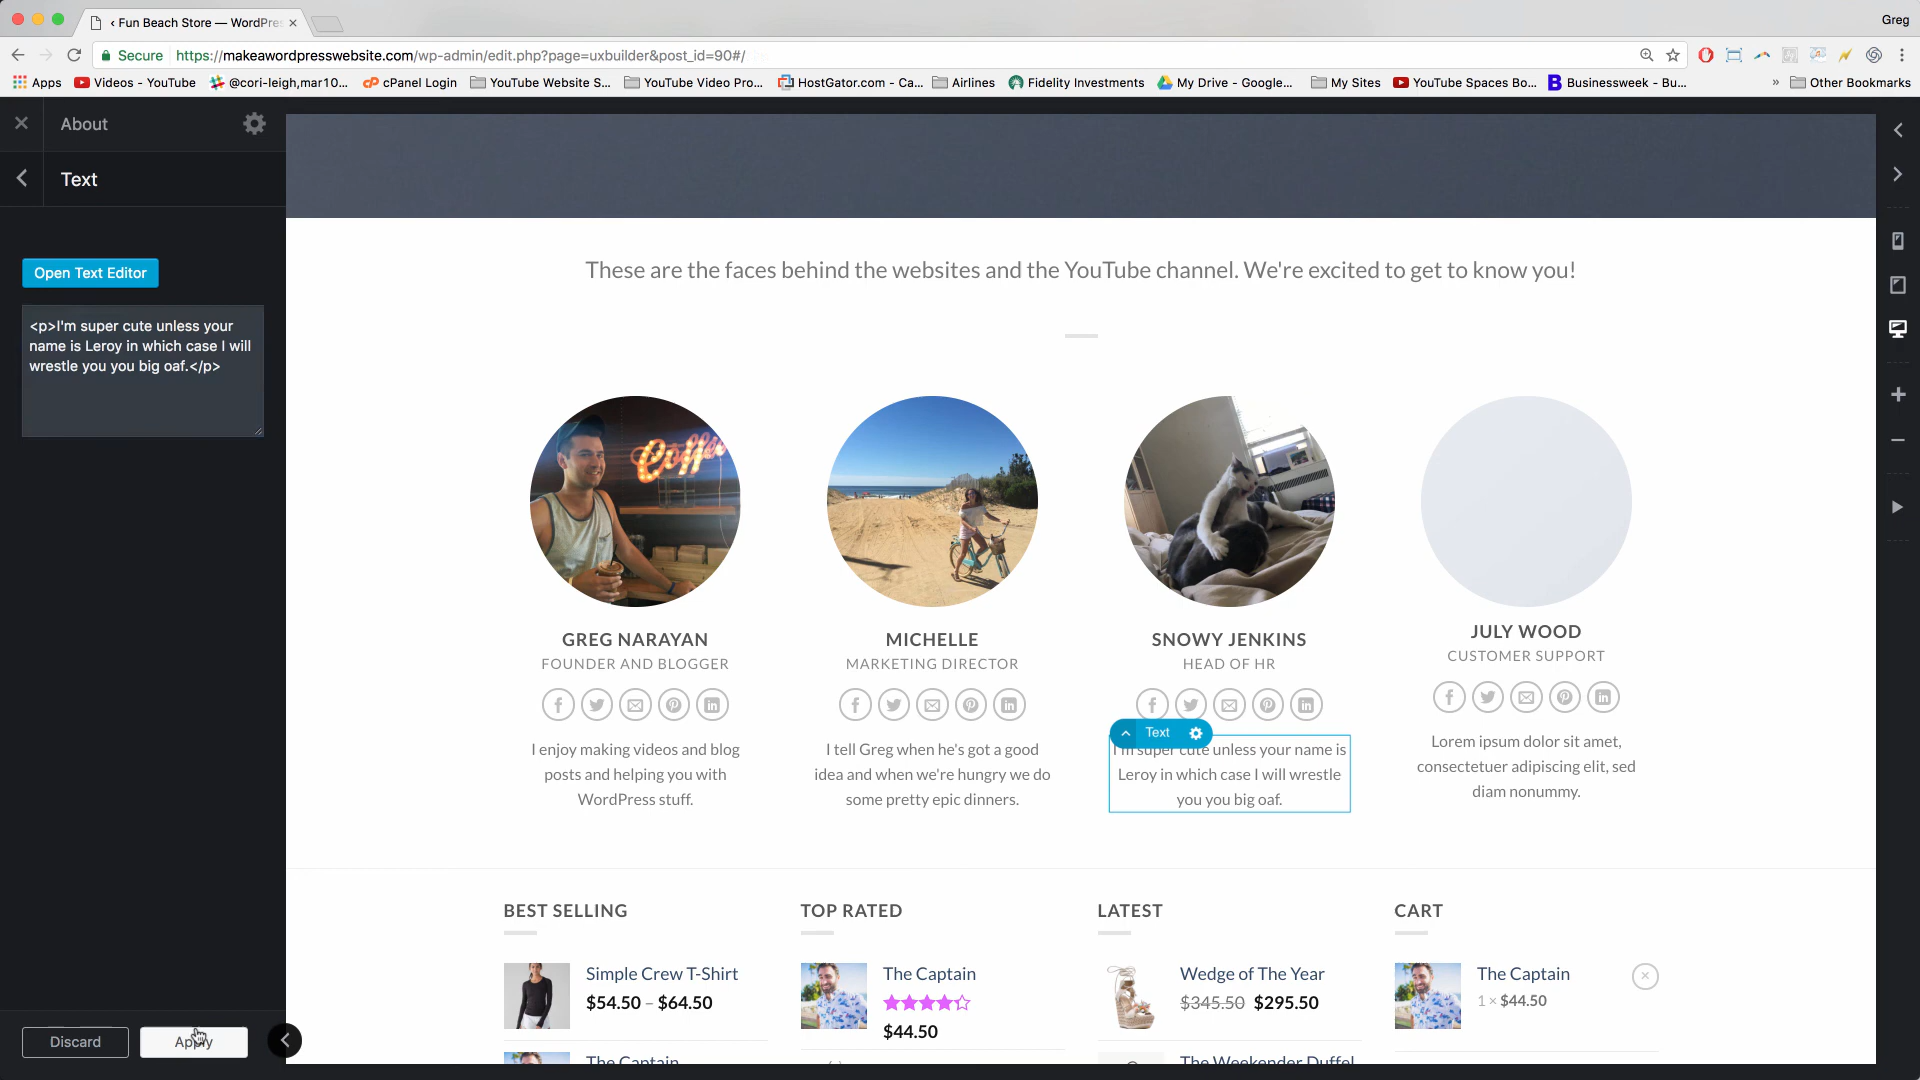 Greg
‹ Fun Beach Store — WordPres
Secure https://makeawordpresswebsite.com/wp-admin/edit.php?page=uxbuilder&post_id=90#/
Apps Videos - YouTube @cori-leigh,mar10... cPanel Login YouTube Website S... YouTube Video Pro... HostGator.com - Ca... Airlines Fidelity Investments My Drive - Google... My Sites YouTube Spaces Bo... Businessweek - Bu... » Other Bookmarks
About
Text
Open Text Editor
<p>I'm super cute unless your
name is Leroy in which case I will
wrestle you you big oaf.</p>
Discard Apply
These are the faces behind the websites and the YouTube channel. We're excited to get to know you!
Coffee
GREG NARAYAN
FOUNDER AND BLOGGER
I enjoy making videos and blog
posts and helping you with
WordPress stuff.
MICHELLE
MARKETING DIRECTOR
I tell Greg when he's got a good
idea and when we're hungry we do
some pretty epic dinners.
SNOWY JENKINS
HEAD OF HR
Text
I'm super cute unless your name is
Leroy in which case I will wrestle
you you big oaf.
JULY WOOD
CUSTOMER SUPPORT
Lorem ipsum dolor sit amet,
consectetuer adipiscing elit, sed
diam nonummy.
BEST SELLING
Simple Crew T-Shirt
$54.50 – $64.50
The Captain
TOP RATED
The Captain
$44.50
LATEST
Wedge of The Year
$345.50 $295.50
The Weekender Duffel
CART
The Captain
1 × $44.50